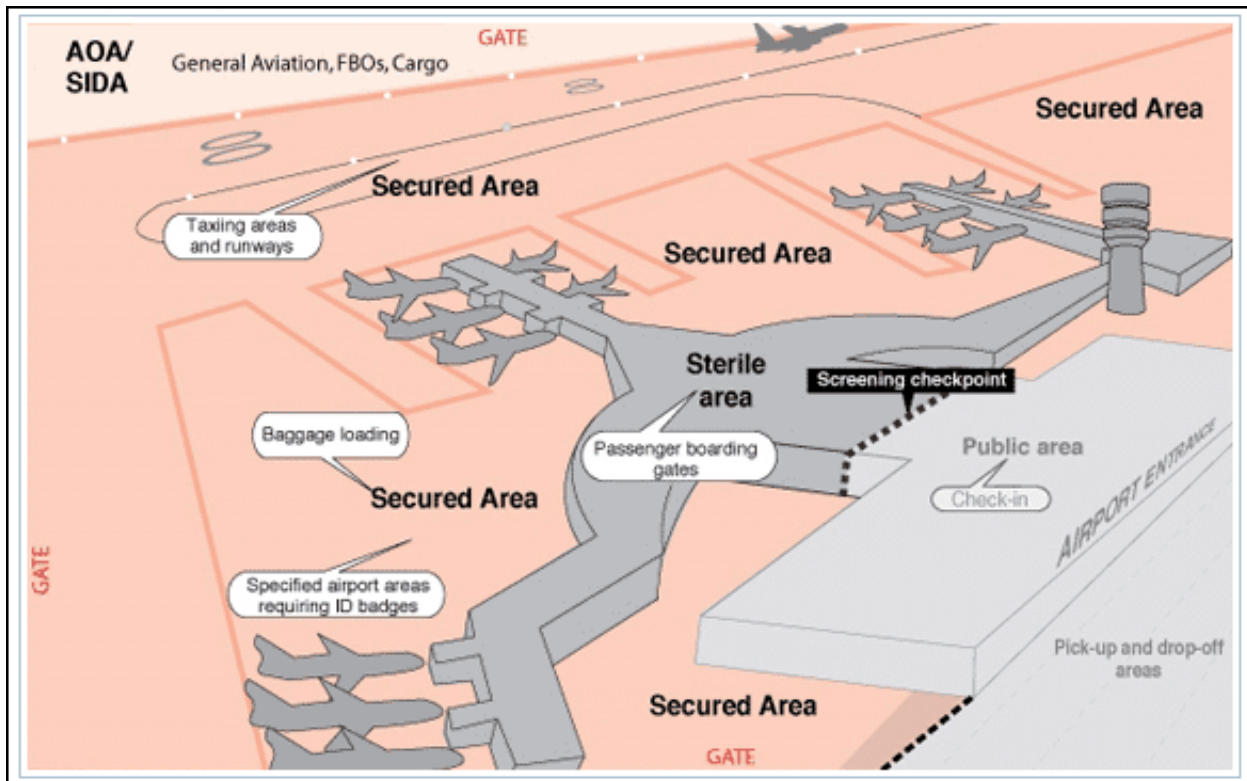 GATE
AOA/
SIDA
General Aviation, FBOs, Cargo
Secured Area
Secured Area
Taxiing areas
and runways
Secured Area
Sterile
area
Screening checkpoint
Baggage loading
Passenger boarding
gates
Public area
Check-in
AIRPORT ENTRANCE
Secured Area
GATE
Specified airport areas
requiring ID badges
Pick-up and drop-off
areas
Secured Area
GATE